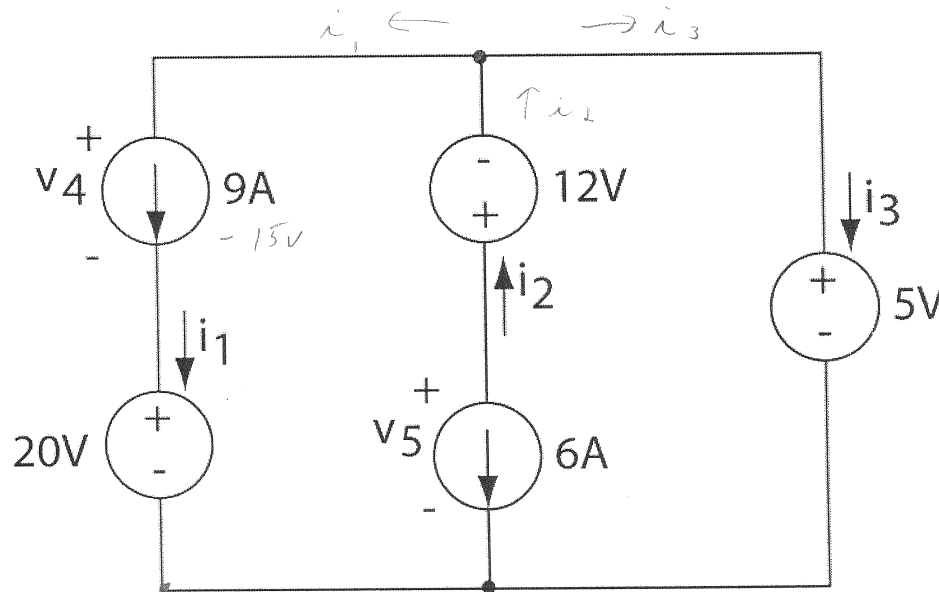 i₁ ← → i₃
↑ i₂
+
v4
-
9A
- 15v
-
+
12V
i3
+
-
5V
i2
i1
+
-
20V
+
v5
-
6A